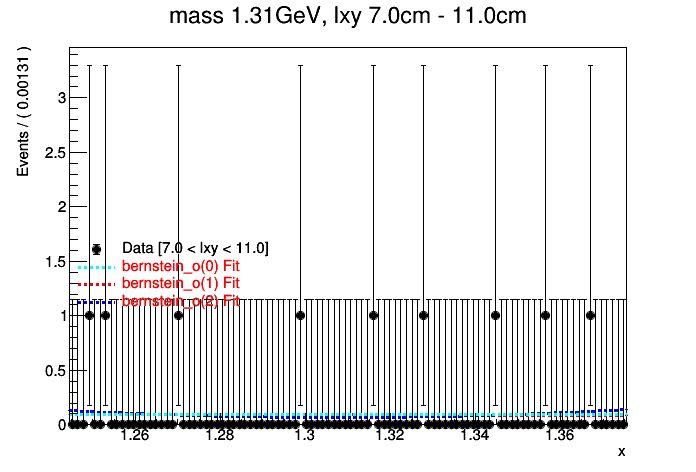 mass 1.31GeV, lxy 7.0cm - 11.0cm
Events / ( 0.00131 )
3
2.5
2
1.5
1
0.5
0
Data [7.0 < lxy < 11.0]
bernstein_o(0) Fit
bernstein_o(1) Fit
bernstein_o(2) Fit
1.26 1.28 1.3 1.32 1.34 1.36
x